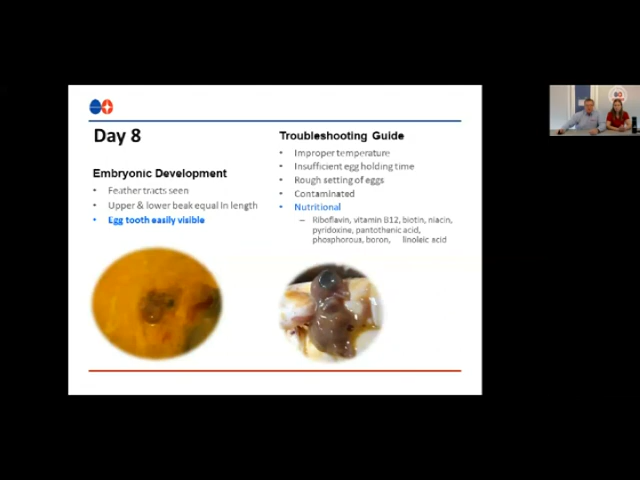 Day 8
Embryonic Development
• Feather tracts seen
• Upper & lower beak equal in length
• Egg tooth easily visible
Troubleshooting Guide
• Improper temperature
• Insufficient egg holding time
• Rough setting of eggs
• Contaminated
• Nutritional
– Riboflavin, vitamin B12, biotin, niacin,
pyridoxine, pantothenic acid,
phosphorous, boron, linoleic acid